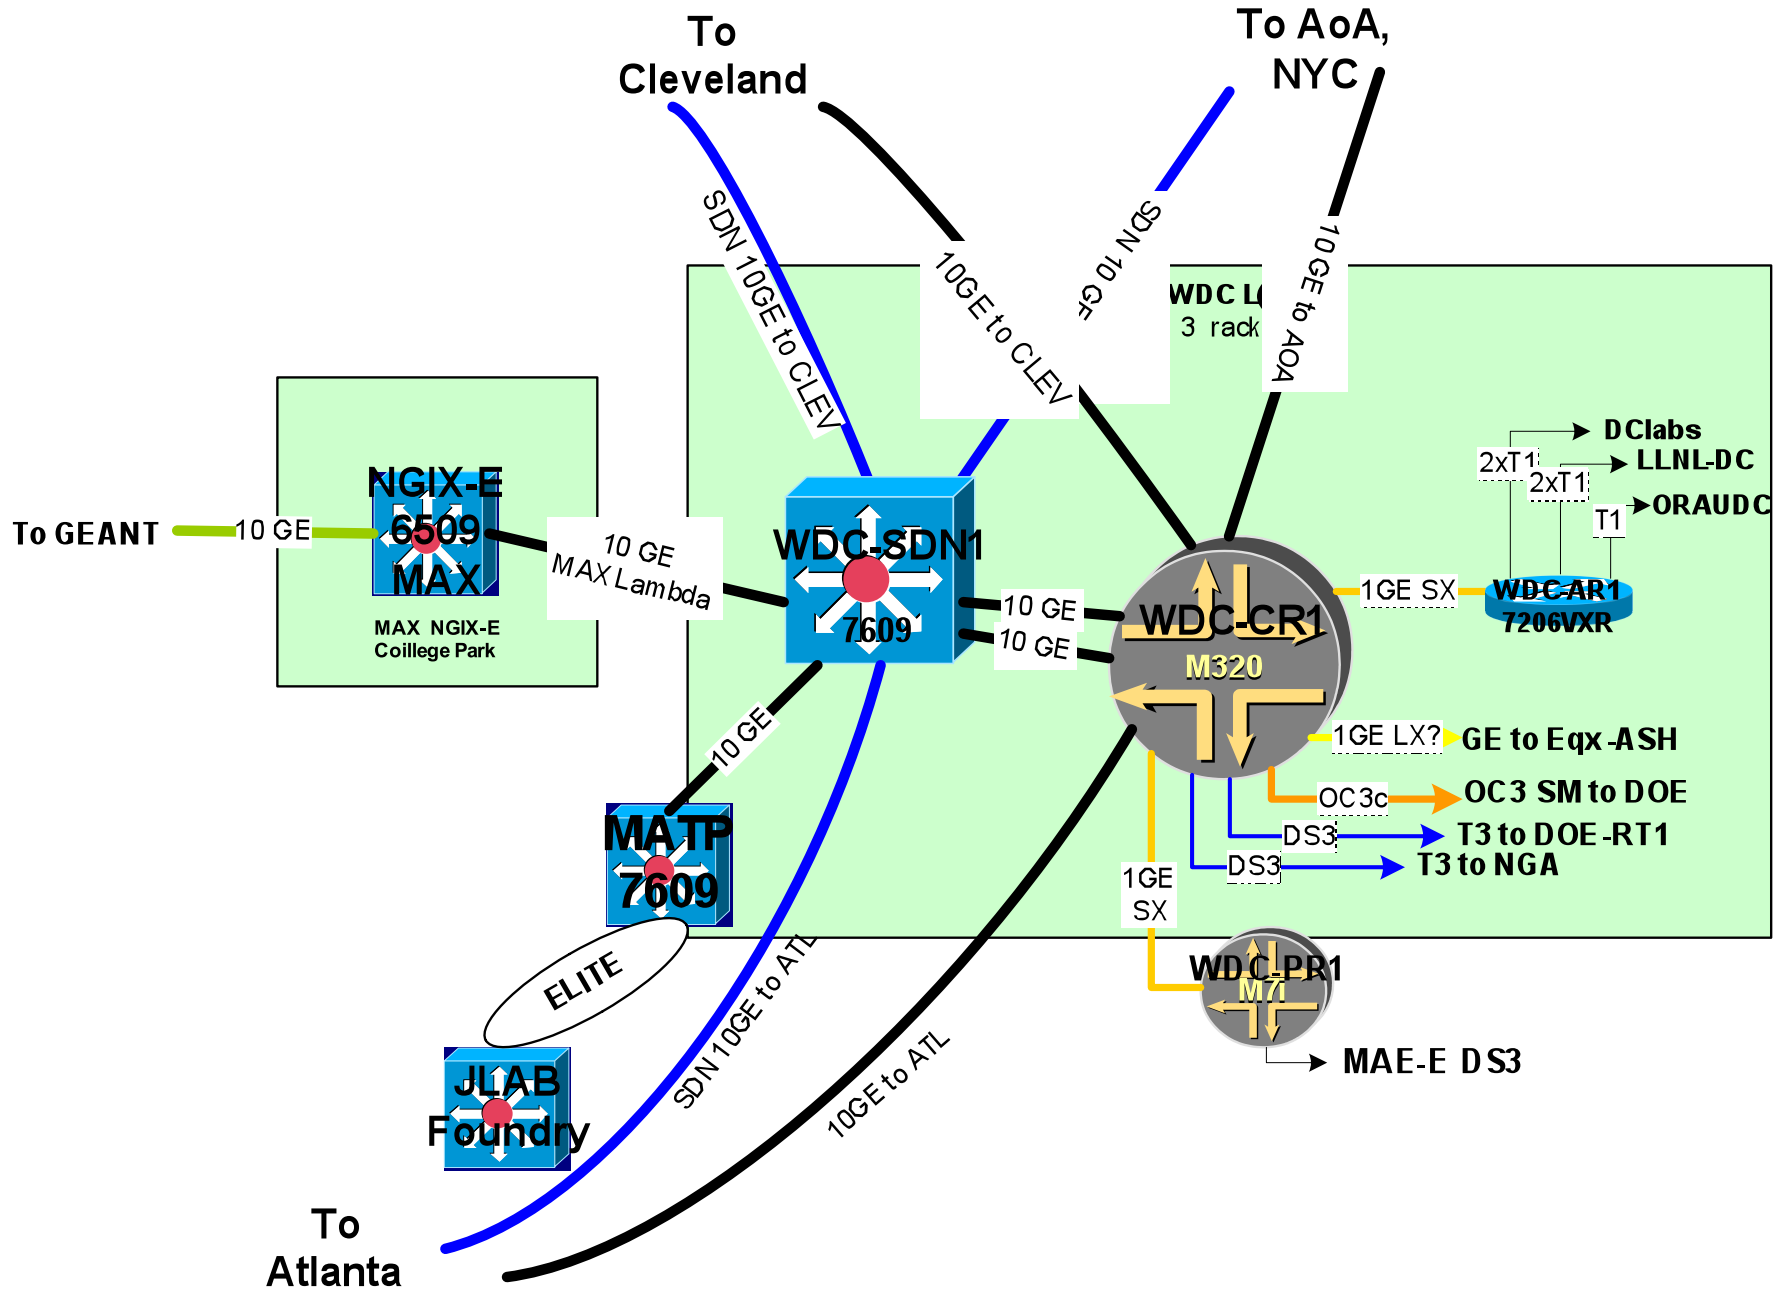 To
Cleveland
To AoA,
NYC
SDN 10GE to CLEV
10GE to CLEV
SDN 10 GE
10GE to AOA
WDC
3 rack
DClabs
2xT1
LLNL-DC
2xT1
ORAUDC
T1
NGIX-E
6509
MAX
To GEANT
10 GE
10 GE
MAX Lambda
MAX NGIX-E
Coillege Park
WDC-SDN1
7609
10 GE
10 GE
WDC-CR1
M320
1GE SX
WDC-AR1
7206VXR
10 GE
1GE LX?
GE to Eqx-ASH
OC3c
OC3 SM to DOE
DS3
T3 to DOE-RT1
DS3
T3 to NGA
MATP
7609
1GE
SX
ELITE
SDN 10GE to ATL
10GE to ATL
WDC-PR1
M7i
MAE-E DS3
JLAB
Foundry
To
Atlanta